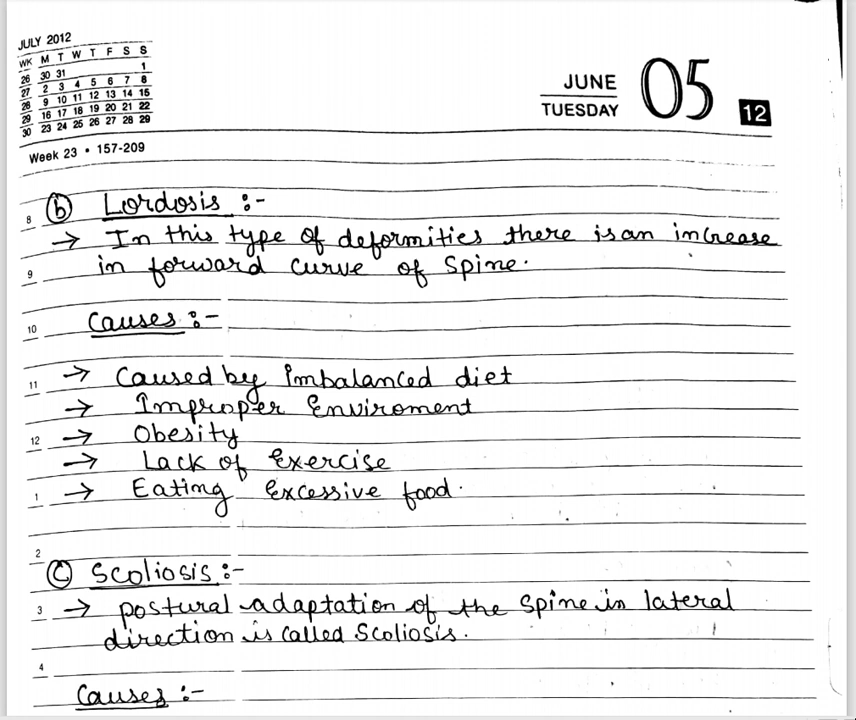 JULY 2012
WK M T W T F S S
26 30 31 1
27 2 3 4 5 6 7 8
28 9 10 11 12 13 14 15
29 16 17 18 19 20 21 22
30 23 24 25 26 27 28 29
JUNE
TUESDAY
05
12
Week 23 • 157-209
8 (b) Lordosis :-
→ In this type of deformities there is an increase
9 in forward curve of Spine.
10 Causes :-
11 → Caused by Imbalanced diet
→ Improper Enviroment
12 → Obesity
→ Lack of Exercise
1 → Eating Excessive food.
2
(C) Scoliosis :-
3 → postural adaptation of the spine in lateral
direction is called Scoliosis.
4
Causes :-